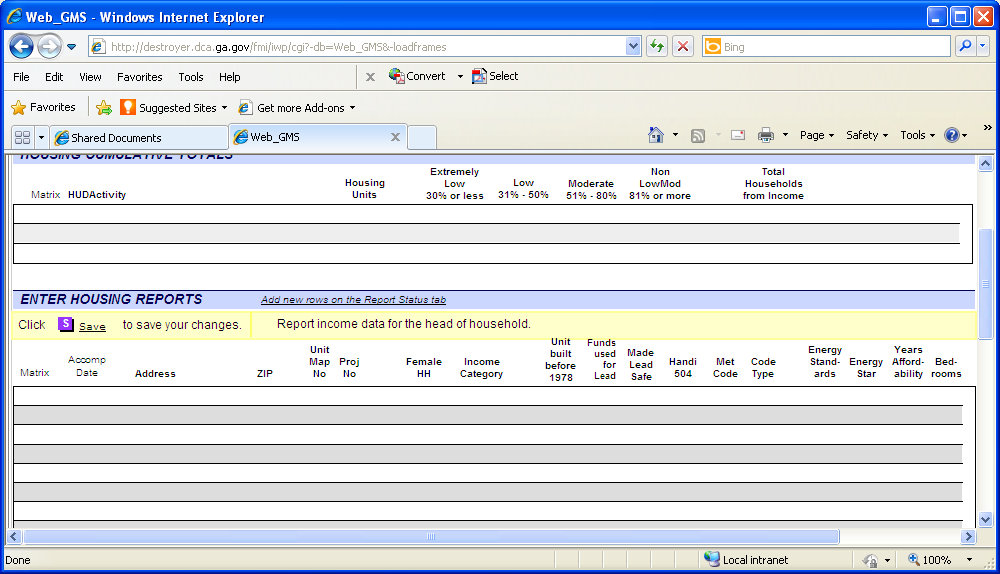 Web_GMS - Windows Internet Explorer
http://destroyer.dca.ga.gov/fmi/iwp/cgi?-db=Web_GMS&-loadframes
Bing
File Edit View Favorites Tools Help
x Convert Select
Favorites Suggested Sites Get more Add-ons
Shared Documents Web_GMS Page Safety Tools »
HOUSING CUMULATIVE TOTALS
Matrix HUDActivity Housing Units Extremely Low 30% or less Low 31% - 50% Moderate 51% - 80% Non LowMod 81% or more Total Households from Income
ENTER HOUSING REPORTS Add new rows on the Report Status tab
Click S Save to save your changes. Report income data for the head of household.
Matrix Accomp Date Address ZIP Unit Map No Proj No Female HH Income Category Unit built before 1978 Funds used for Lead Made Lead Safe Handi 504 Met Code Code Type Energy Stand-ards Energy Star Years Afford-ability Bed-rooms
Done Local intranet 100%